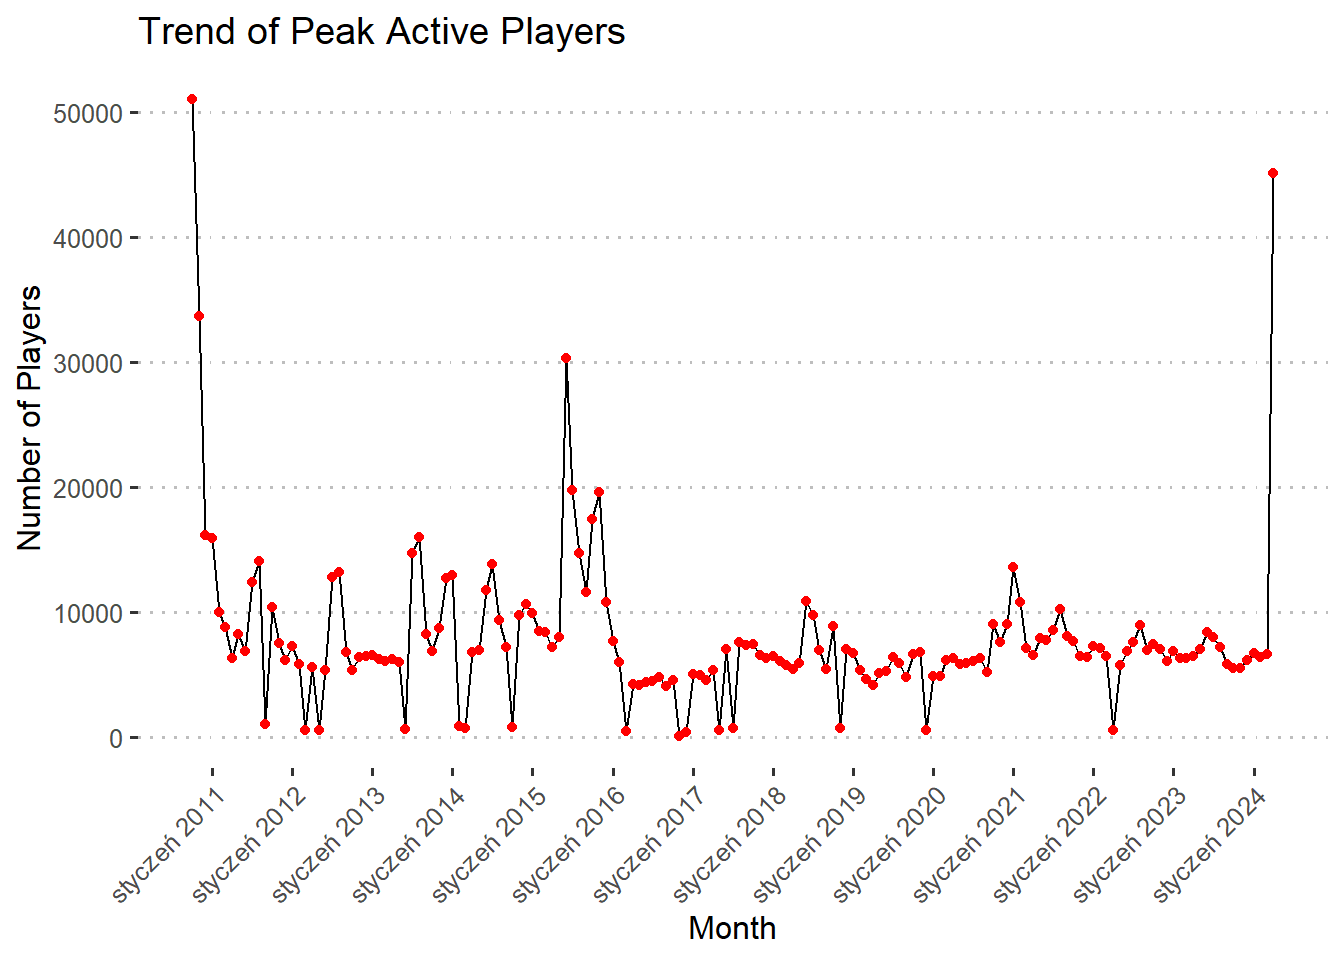 Trend of Peak Active Players
Number of Players
50000
40000
30000
20000
10000
0
styczeń 2011
styczeń 2012
styczeń 2013
styczeń 2014
styczeń 2015
styczeń 2016
styczeń 2017
styczeń 2018
styczeń 2019
styczeń 2020
styczeń 2021
styczeń 2022
styczeń 2023
styczeń 2024
Month